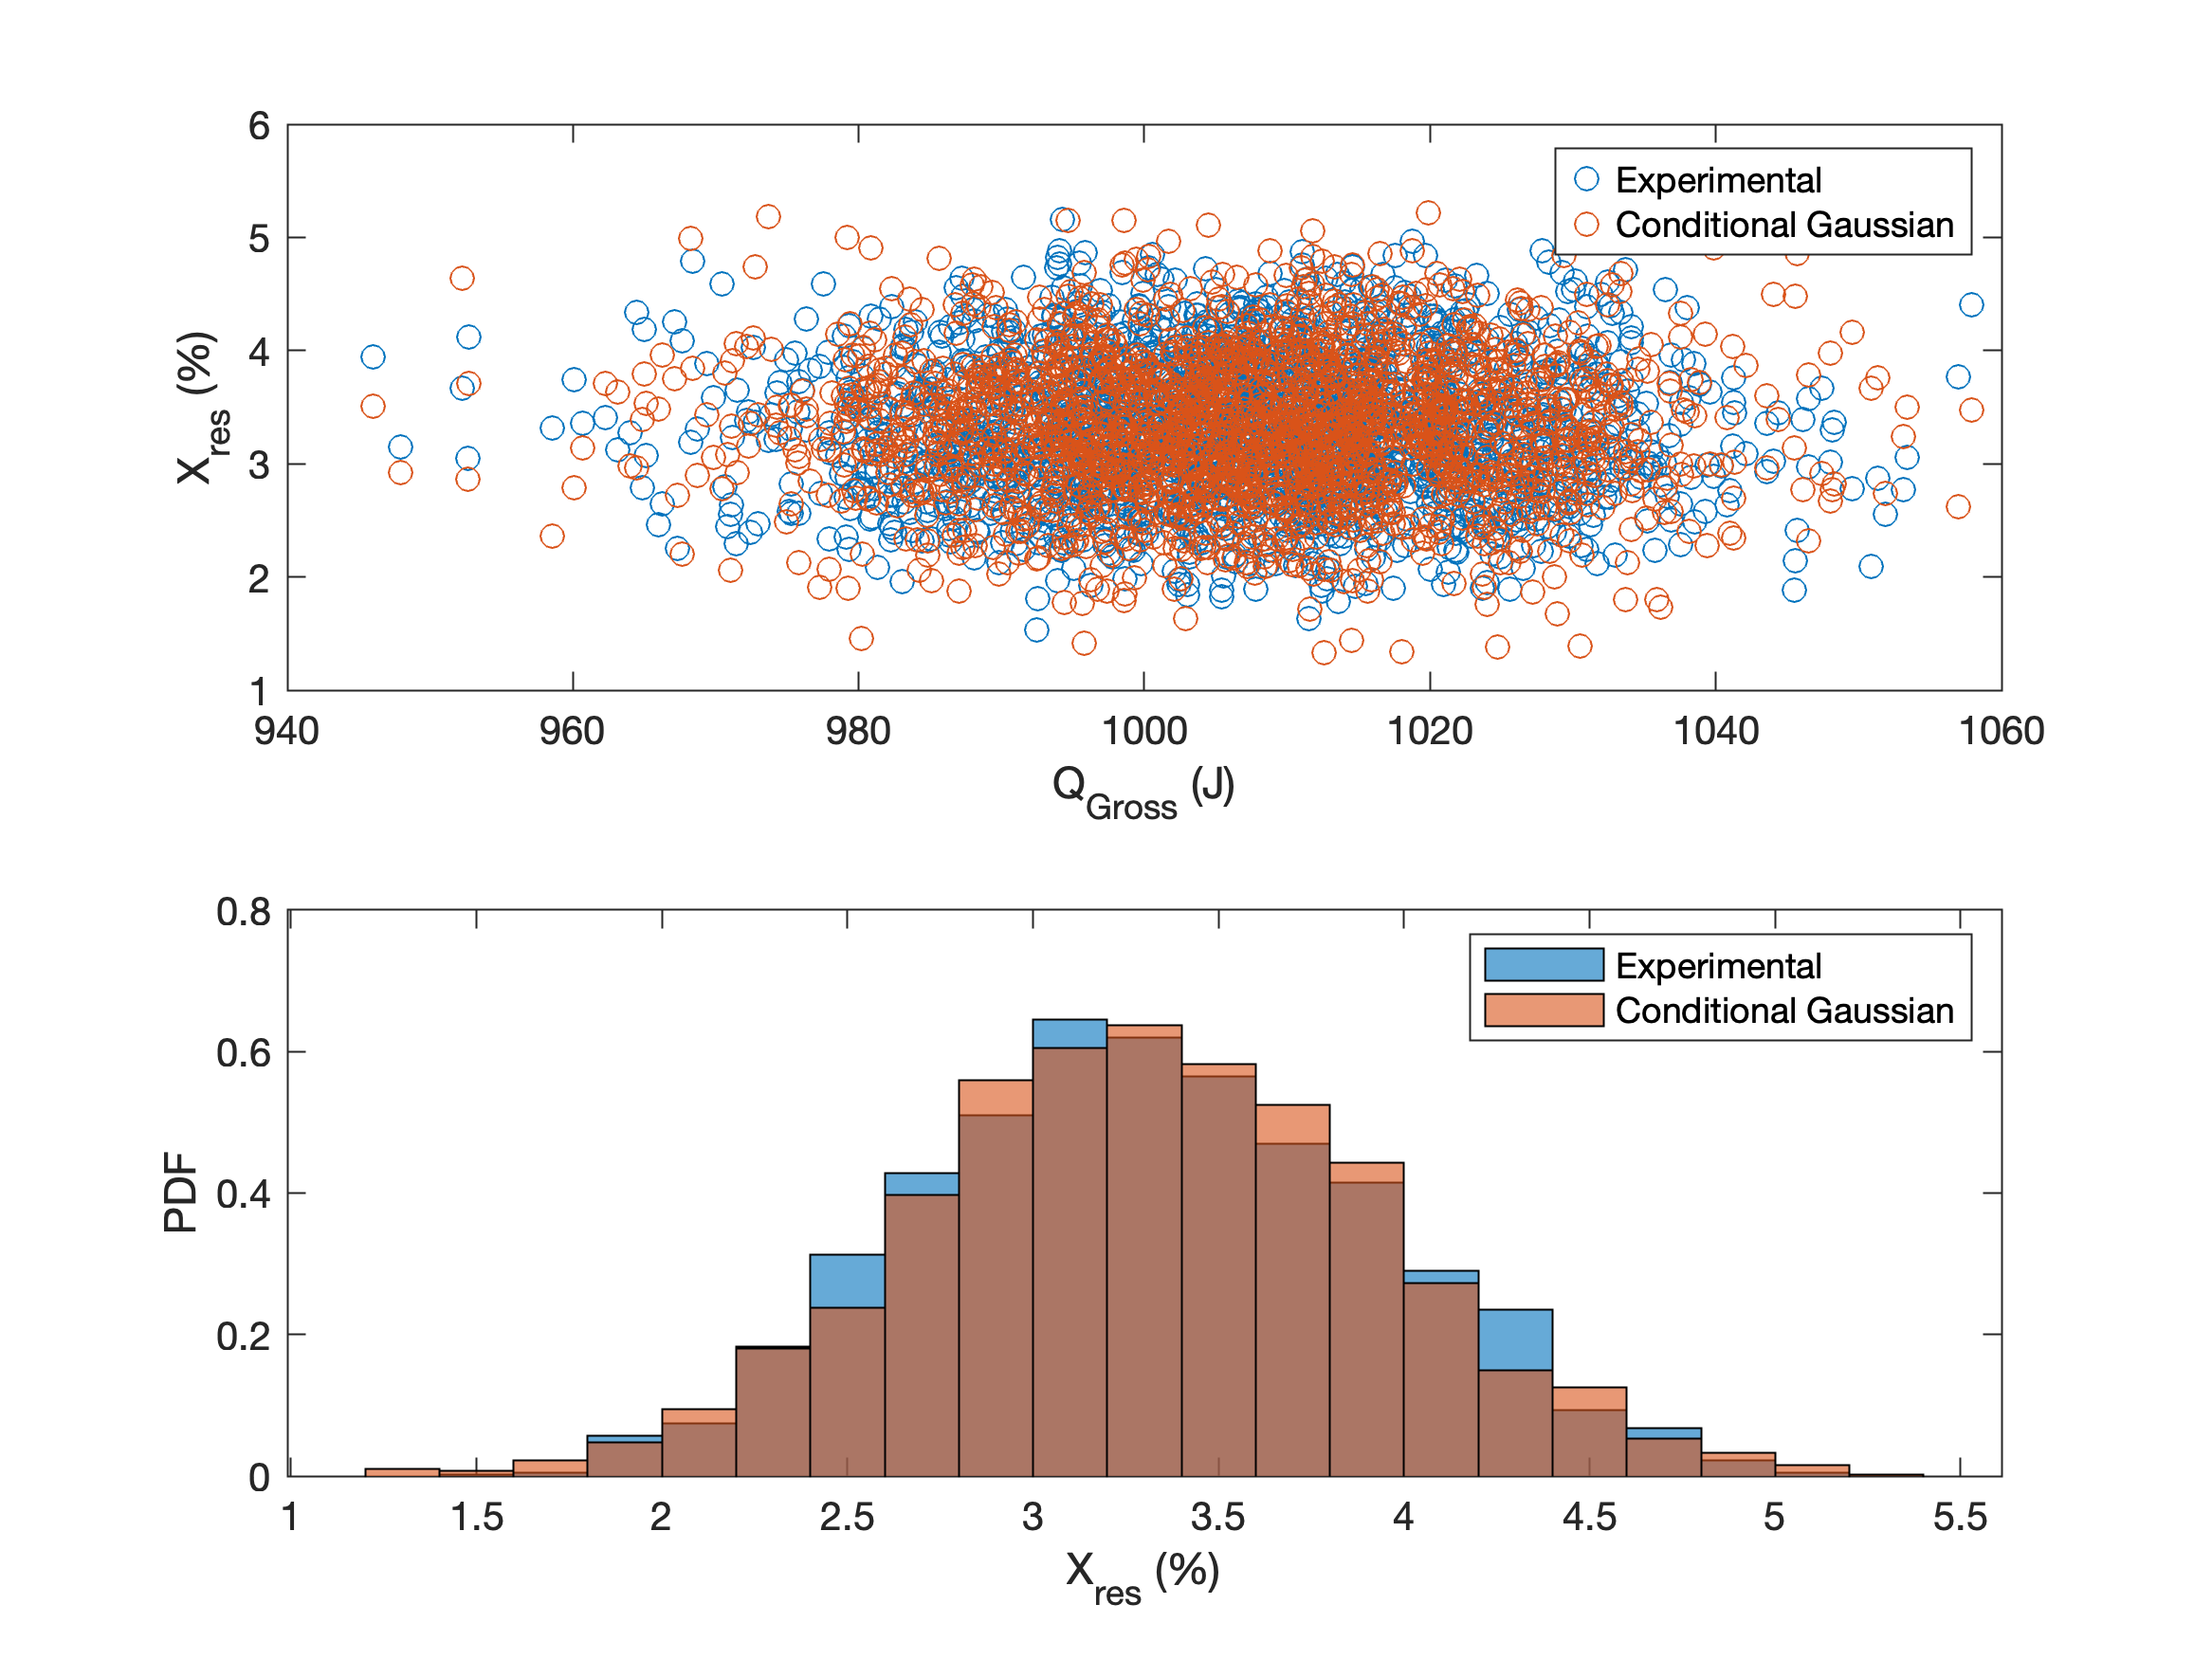 6
5
4
3
2
1
X_res (%)
Experimental
Conditional Gaussian
940 960 980 1000 1020 1040 1060
Q_Gross (J)
0.8
0.6
0.4
0.2
0
PDF
Experimental
Conditional Gaussian
1 1.5 2 2.5 3 3.5 4 4.5 5 5.5
X_res (%)